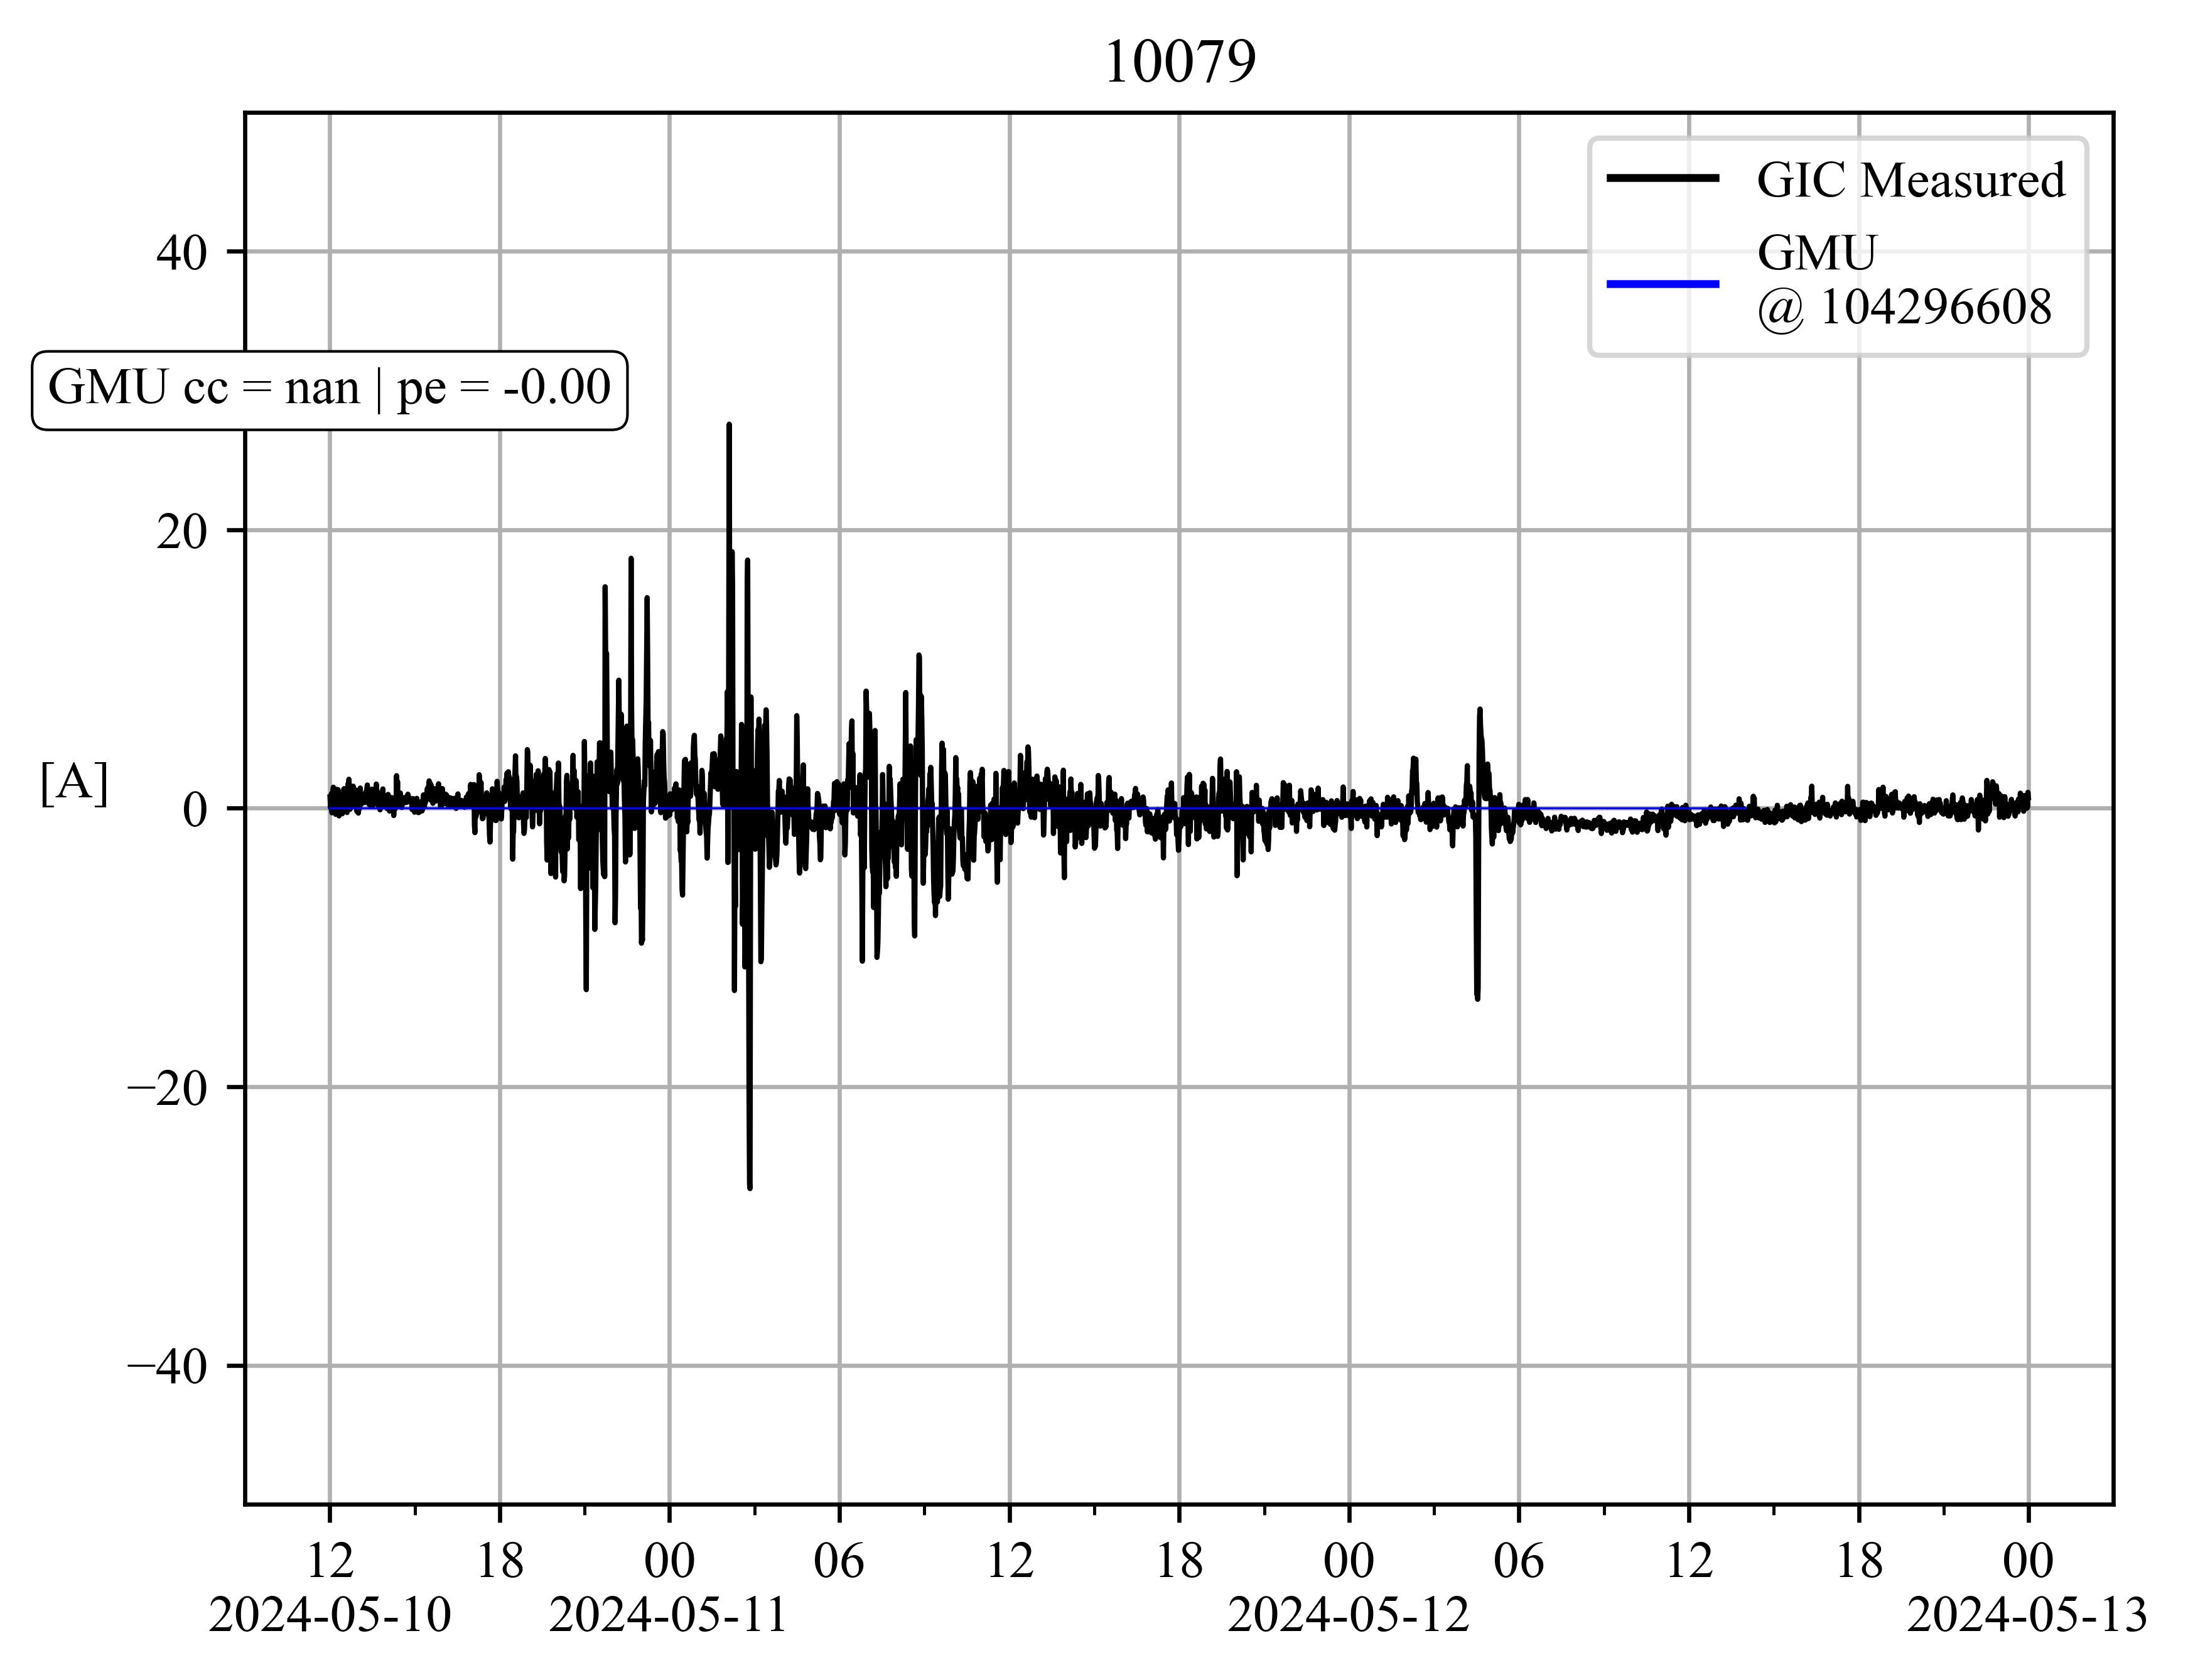 10079
GIC Measured
GMU
@ 104296608
GMU cc = nan | pe = -0.00
40
20
[A]
0
−20
−40
12 18 00 06 12 18 00 06 12 18 00
2024-05-10 2024-05-11 2024-05-12 2024-05-13